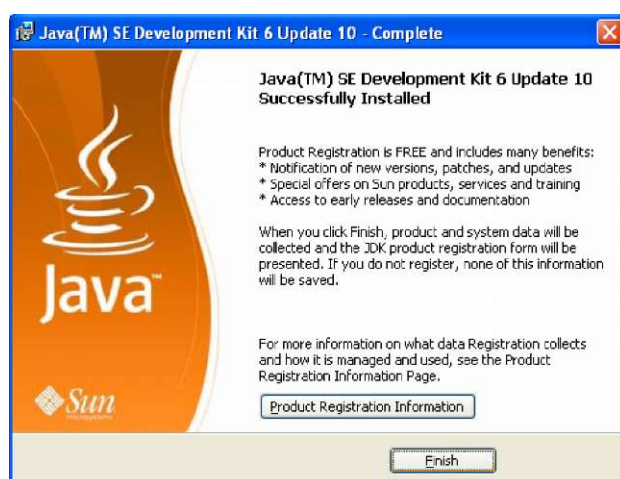 Java(TM) SE Development Kit 6 Update 10 - Complete
Java(TM) SE Development Kit 6 Update 10
Successfully Installed
Product Registration is FREE and includes many benefits:
* Notification of new versions, patches, and updates
* Special offers on Sun products, services and training
* Access to early releases and documentation
When you click Finish, product and system data will be
collected and the JDK product registration form will be
presented. If you do not register, none of this information
will be saved.
Java™
For more information on what data Registration collects
and how it is managed and used, see the Product
Registration Information Page.
Sun
microsystems
Product Registration Information
Finish